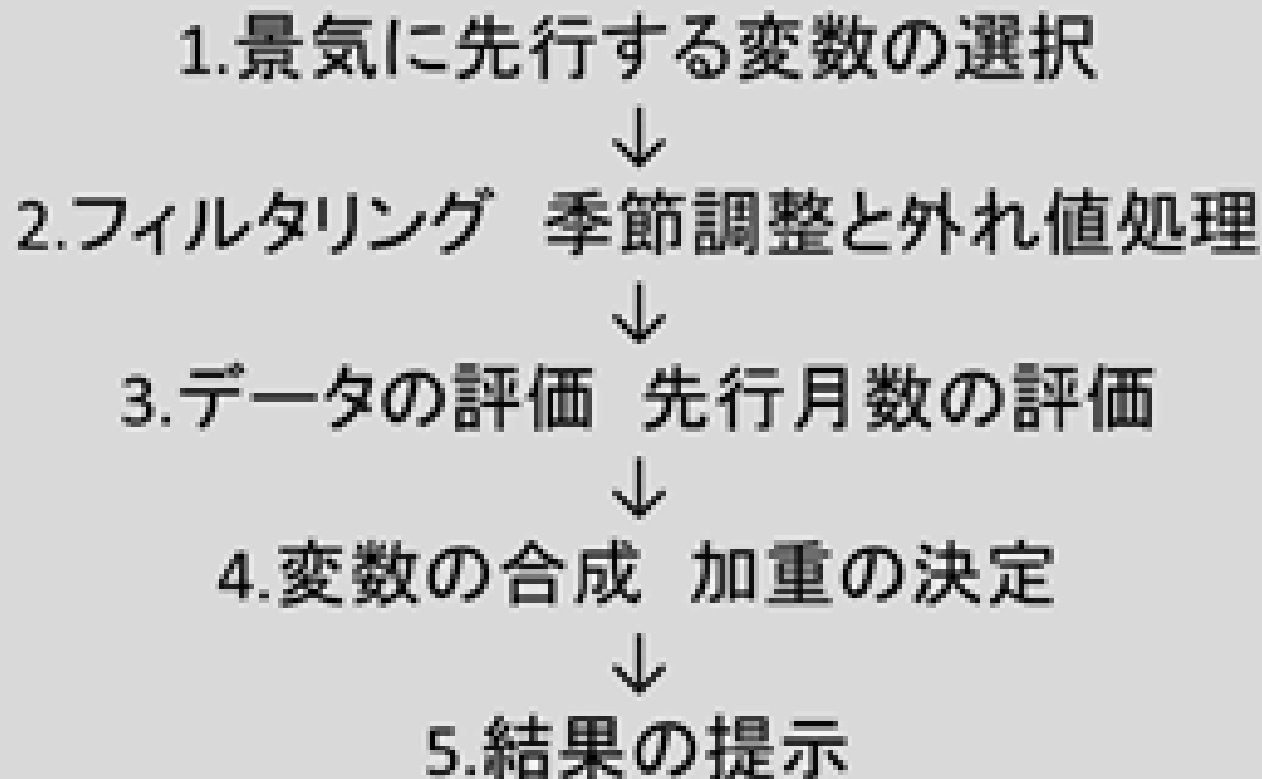 1.景気に先行する変数の選択
↓
2.フィルタリング　季節調整と外れ値処理
↓
3.データの評価　先行月数の評価
↓
4.変数の合成　加重の決定
↓
5.結果の提示